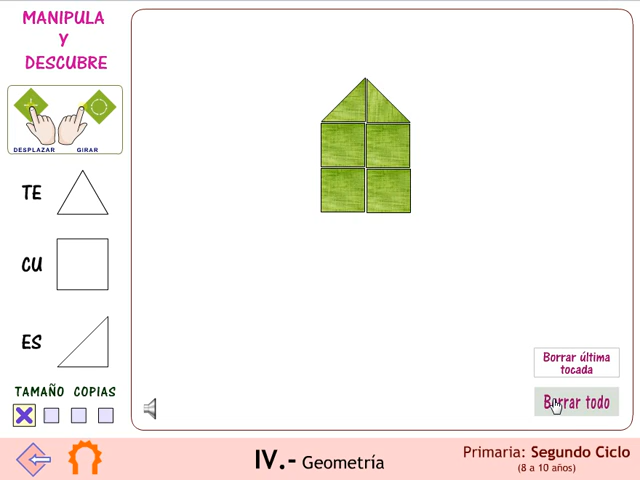 MANIPULA
Y
DESCUBRE
DESPLAZAR GIRAR
TE
CU
ES
TAMAÑO COPIAS
Borrar última
tocada
Borrar todo
IV.- Geometría
Primaria: Segundo Ciclo
(8 a 10 años)